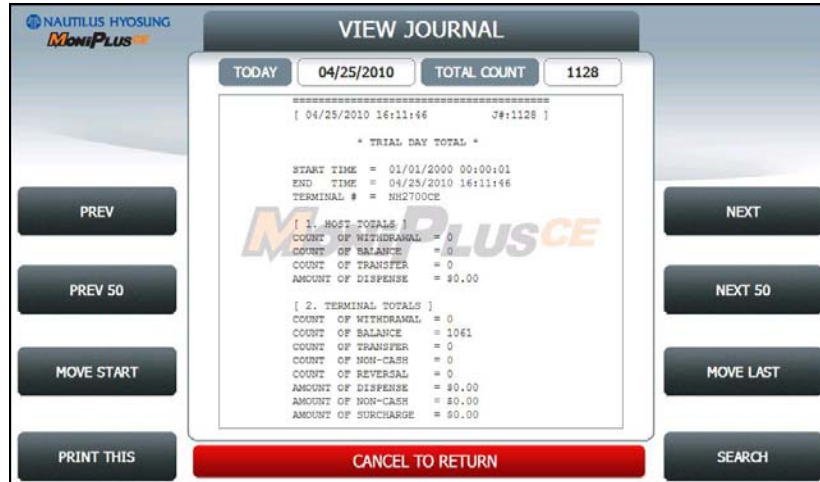 NAUTILUS HYOSUNG
MONIPLUS CE
VIEW JOURNAL
TODAY 04/25/2010 TOTAL COUNT 1128
================================================
[ 04/25/2010 16:11:46 J#:1128 ]
* TRIAL DAY TOTAL *
START TIME = 01/01/2000 00:00:01
END TIME = 04/25/2010 16:11:46
TERMINAL # = NH2700CE
[ 1. HOST TOTALS ]
COUNT OF WITHDRAWAL = 0
COUNT OF BALANCE = 0
COUNT OF TRANSFER = 0
AMOUNT OF DISPENSE = $0.00
[ 2. TERMINAL TOTALS ]
COUNT OF WITHDRAWAL = 0
COUNT OF BALANCE = 1061
COUNT OF TRANSFER = 0
COUNT OF NON-CASH = 0
COUNT OF REVERSAL = 0
AMOUNT OF DISPENSE = $0.00
AMOUNT OF NON-CASH = $0.00
AMOUNT OF SURCHARGE = $0.00
MONIPLUS CE
PREV
PREV 50
MOVE START
PRINT THIS
NEXT
NEXT 50
MOVE LAST
SEARCH
CANCEL TO RETURN